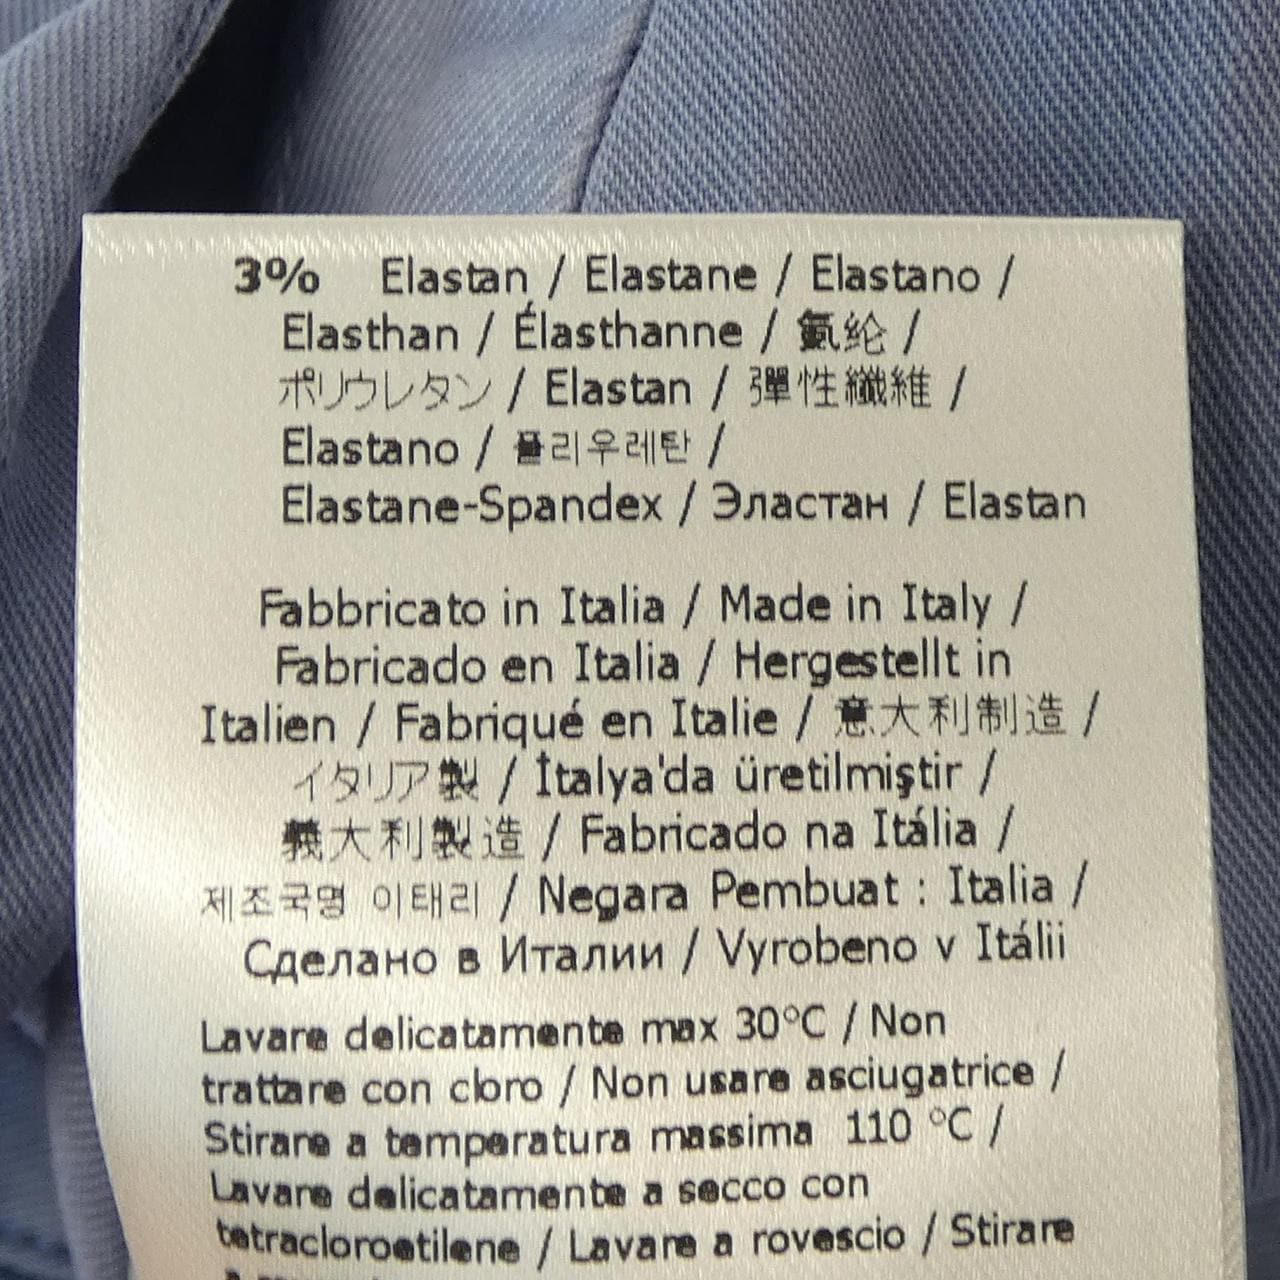 3% Elastan / Elastane / Elastano /
Elasthan / Élasthanne / 氨纶 /
ポリウレタン / Elastan / 彈性纖維 /
Elastano / 폴리우레탄 /
Elastane-Spandex / Эластан / Elastan
Fabbricato in Italia / Made in Italy /
Fabricado en Italia / Hergestellt in
Italien / Fabriqué en Italie / 意大利制造 /
イタリア製 / İtalya'da üretilmiştir /
義大利製造 / Fabricado na Itália /
제조국명 이태리 / Negara Pembuat : Italia /
Сделано в Италии / Vyrobeno v Itálii
Lavare delicatamente max 30°C / Non
trattare con cloro / Non usare asciugatrice /
Stirare a temperatura massima 110 °C /
Lavare delicatamente a secco con
tetracloroetilene / Lavare a rovescio / Stirare